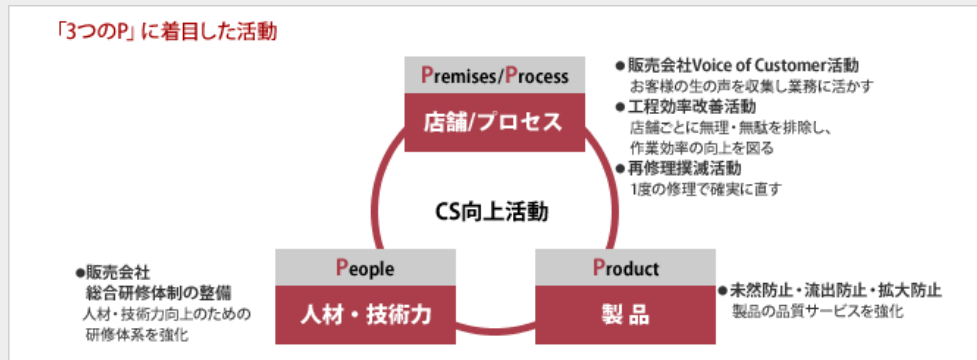 「3つのP」に着目した活動
Premises/Process
店舗/プロセス
●販売会社Voice of Customer活動
お客様の生の声を収集し業務に活かす
●工程効率改善活動
店舗ごとに無理・無駄を排除し、
作業効率の向上を図る
●再修理撲滅活動
1度の修理で確実に直す
CS向上活動
●販売会社
総合研修体制の整備
人材・技術力向上のための
研修体系を強化
People
人材・技術力
Product
製品
●未然防止・流出防止・拡大防止
製品の品質サービスを強化